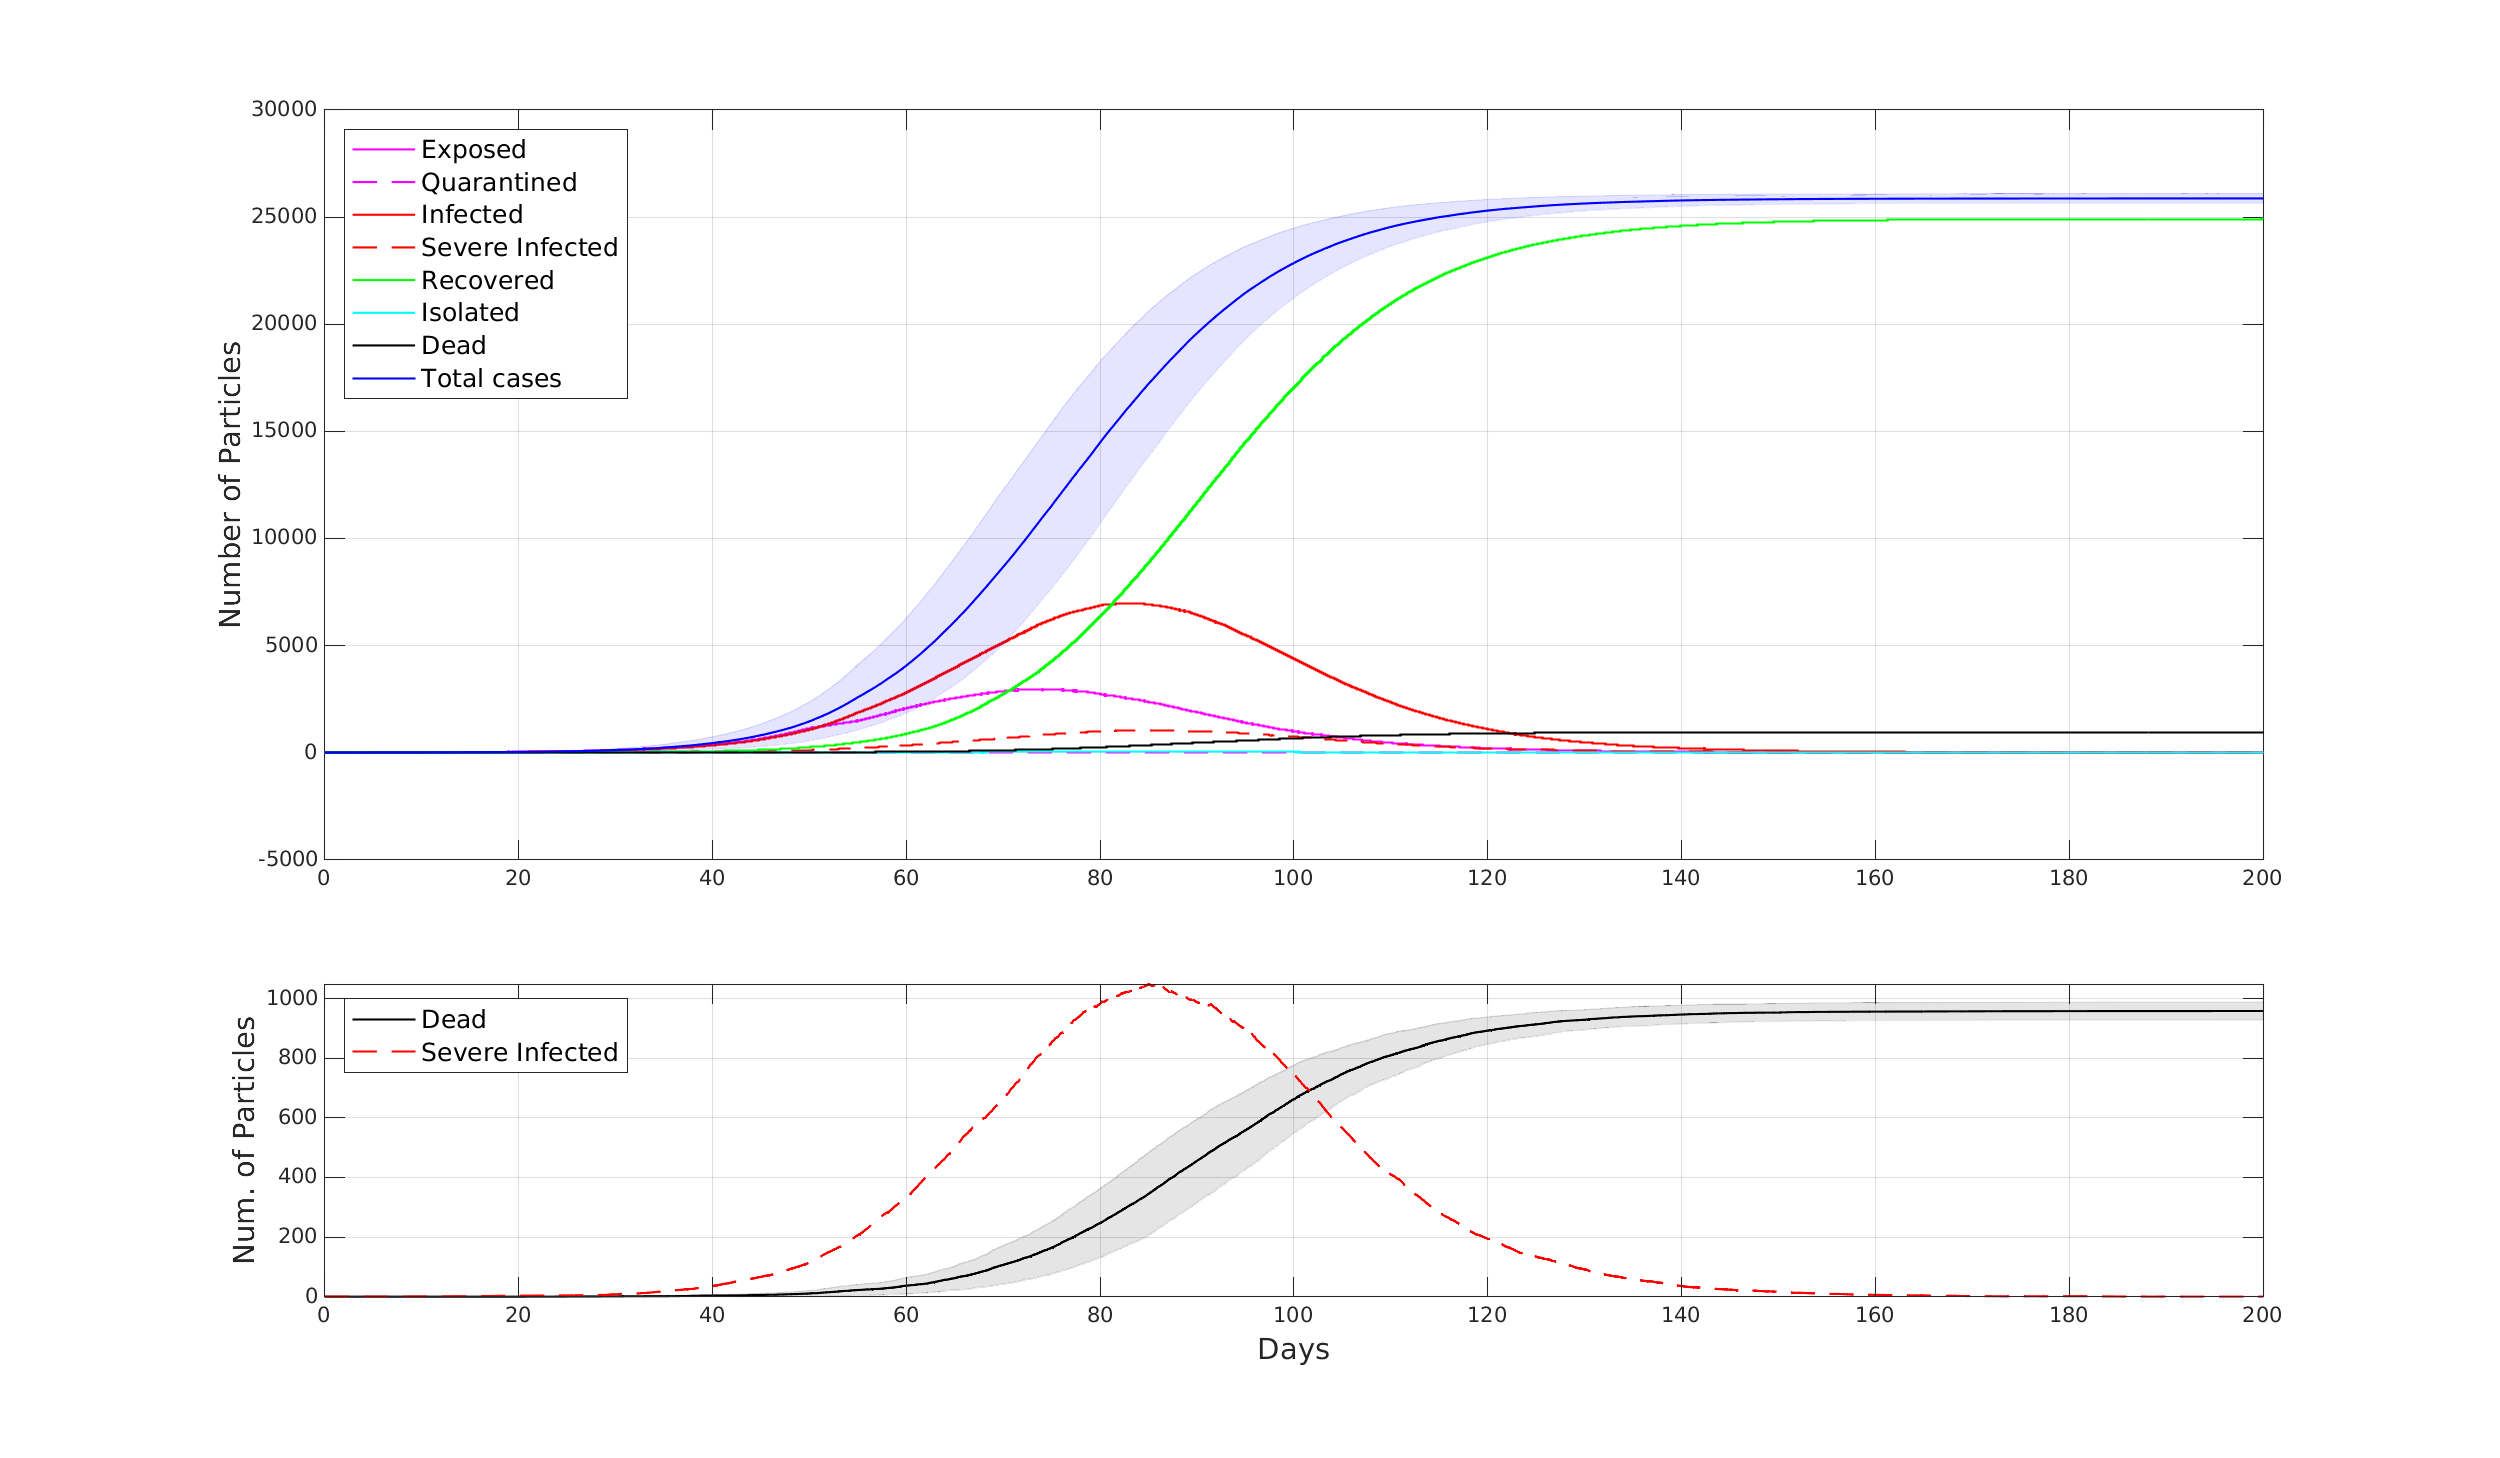 30000
25000
20000
15000
10000
5000
0
-5000
Number of Particles
Exposed
Quarantined
Infected
Severe Infected
Recovered
Isolated
Dead
Total cases
0 20 40 60 80 100 120 140 160 180 200
1000
800
600
400
200
0
Num. of Particles
Dead
Severe Infected
0 20 40 60 80 100 120 140 160 180 200
Days